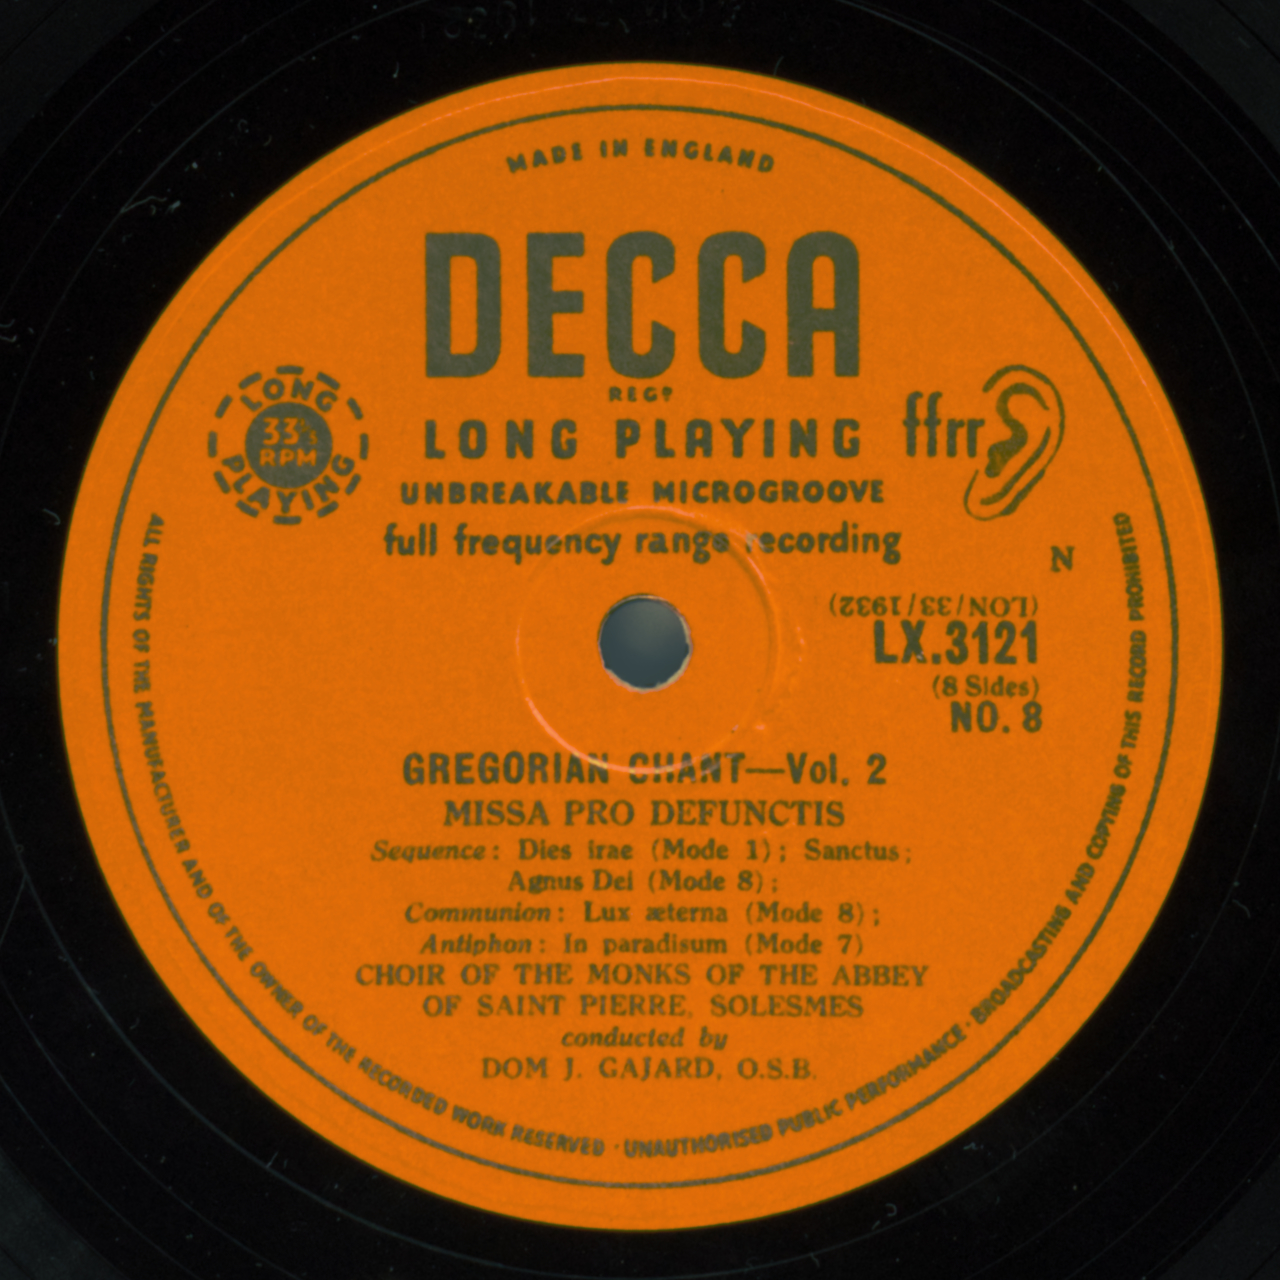 MADE IN ENGLAND
DECCA
REGD
LONG PLAYING
33⅓
RPM
LONG PLAYING
ffrr
UNBREAKABLE MICROGROOVE
full frequency range recording
N
(LON/33/1932)
LX.3121
(8 Sides)
NO. 8
GREGORIAN CHANT—Vol. 2
MISSA PRO DEFUNCTIS
Sequence: Dies irae (Mode 1); Sanctus;
Agnus Dei (Mode 8);
Communion: Lux æterna (Mode 8);
Antiphon: In paradisum (Mode 7)
CHOIR OF THE MONKS OF THE ABBEY
OF SAINT PIERRE, SOLESMES
conducted by
DOM J. GAJARD, O.S.B.
ALL RIGHTS OF THE MANUFACTURER AND OF THE OWNER OF THE RECORDED WORK RESERVED · UNAUTHORISED PUBLIC PERFORMANCE · BROADCASTING AND COPYING OF THIS RECORD PROHIBITED